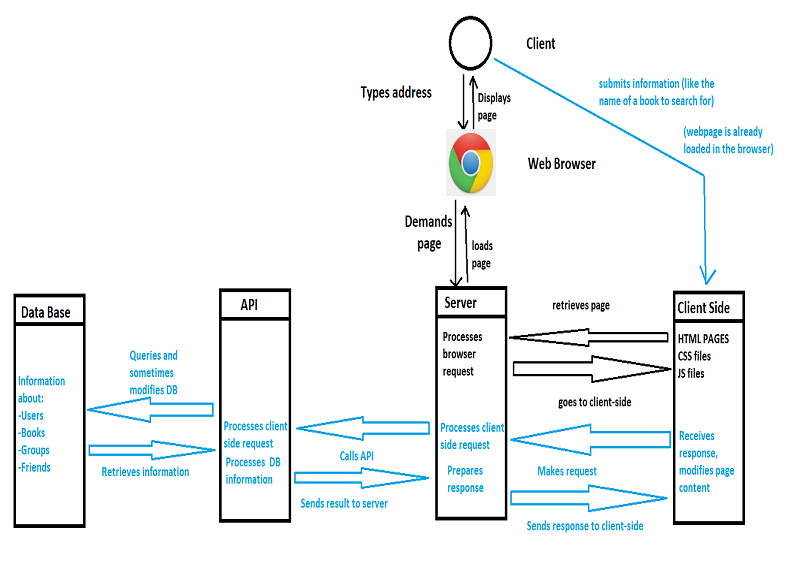 Client
Types address
Displays
page
submits information (like the
name of a book to search for)
(webpage is already
loaded in the browser)
Web Browser
Demands
page
loads
page
Data Base
Information
about:
-Users
-Books
-Groups
-Friends
Queries and
sometimes
modifies DB
Retrieves information
API
Processes client
side request
Processes DB
information
Calls API
Sends result to server
Server
Processes
browser
request
Processes client
side request
Prepares
response
retrieves page
goes to client-side
Makes request
Sends response to client-side
Client Side
HTML PAGES
CSS files
JS files
Receives
response,
modifies page
content